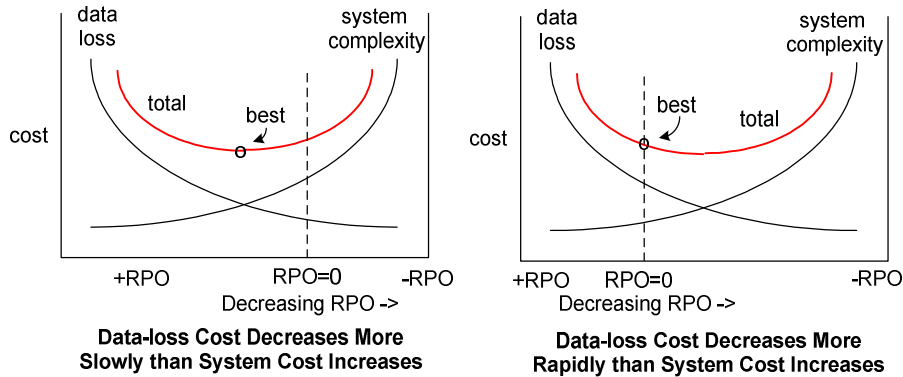 data
loss
system
complexity
total
best
cost
+RPO
RPO=0
-RPO
Decreasing RPO ->
Data-loss Cost Decreases More
Slowly than System Cost Increases
data
loss
system
complexity
best
total
cost
+RPO
RPO=0
-RPO
Decreasing RPO ->
Data-loss Cost Decreases More
Rapidly than System Cost Increases